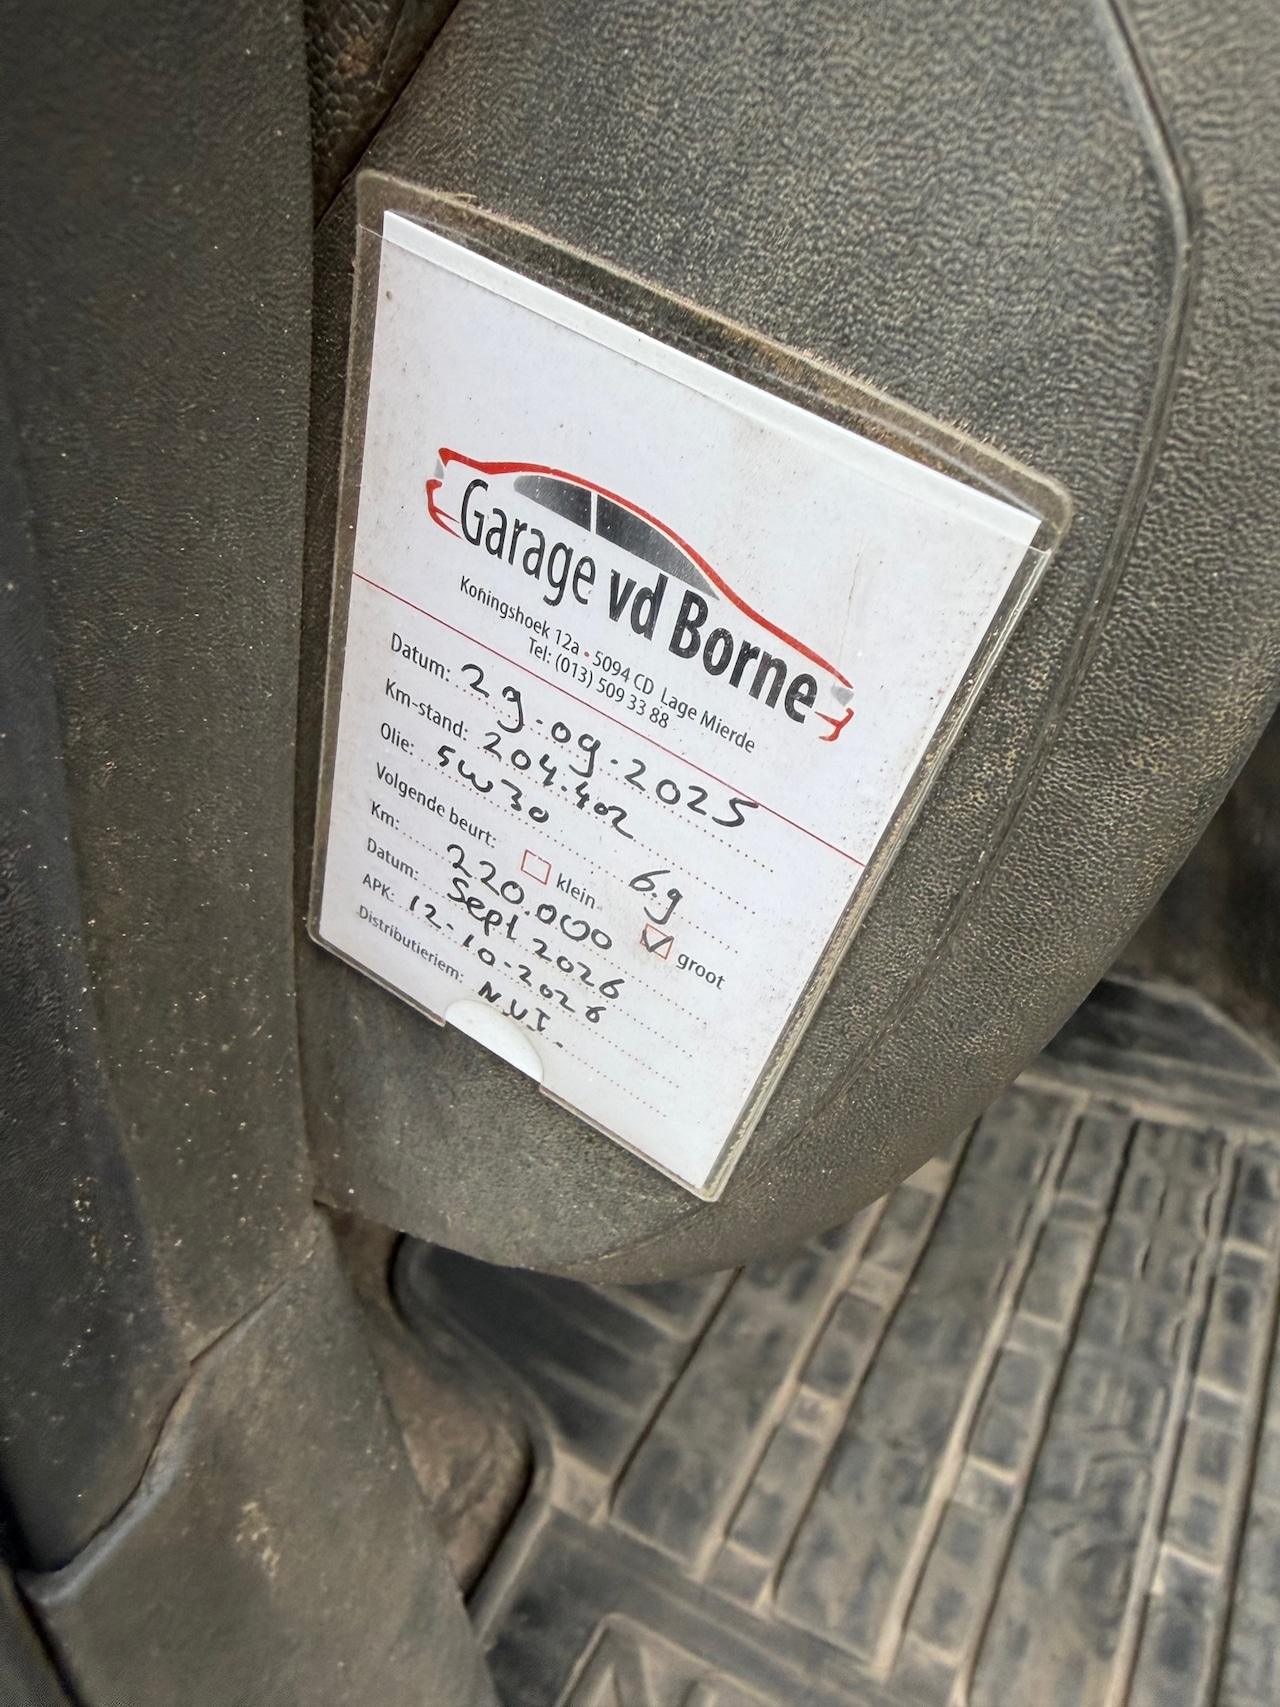 Garage vd Borne
Koningshoek 12a • 5094 CD Lage Mierde
Tel: (013) 509 33 88
Datum: 29.09.2025
Km-stand: 204.402
Olie: 5W30 6.9
Volgende beurt: klein groot
Km: 220.000
Datum: Sept 2026
APK: 12-10-2026
Distributieriem: N.V.T.